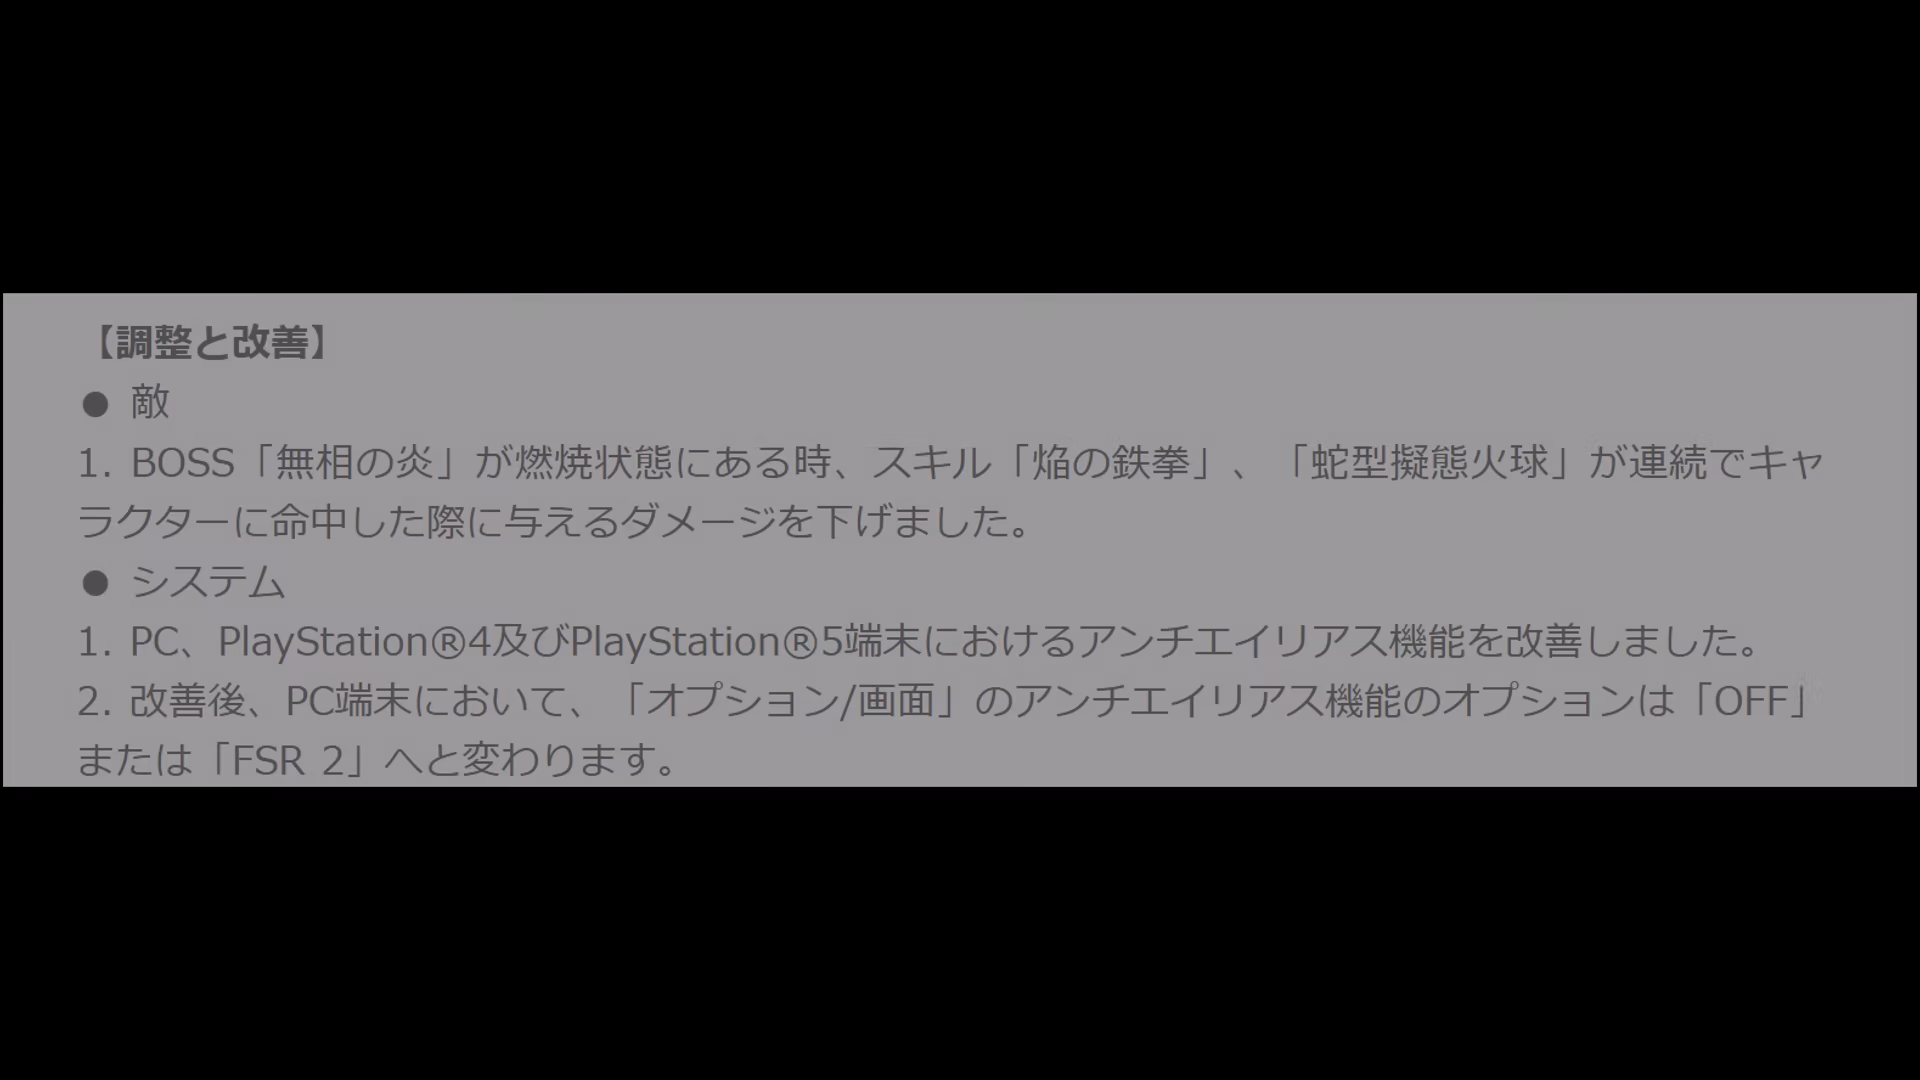 【調整と改善】
● 敵
1. BOSS「無相の炎」が燃焼状態にある時、スキル「焔の鉄拳」、「蛇型擬態火球」が連続でキャ
ラクターに命中した際に与えるダメージを下げました。
● システム
1. PC、PlayStation®4及びPlayStation®5端末におけるアンチエイリアス機能を改善しました。
2. 改善後、PC端末において、「オプション/画面」のアンチエイリアス機能のオプションは「OFF」
または「FSR 2」へと変わります。